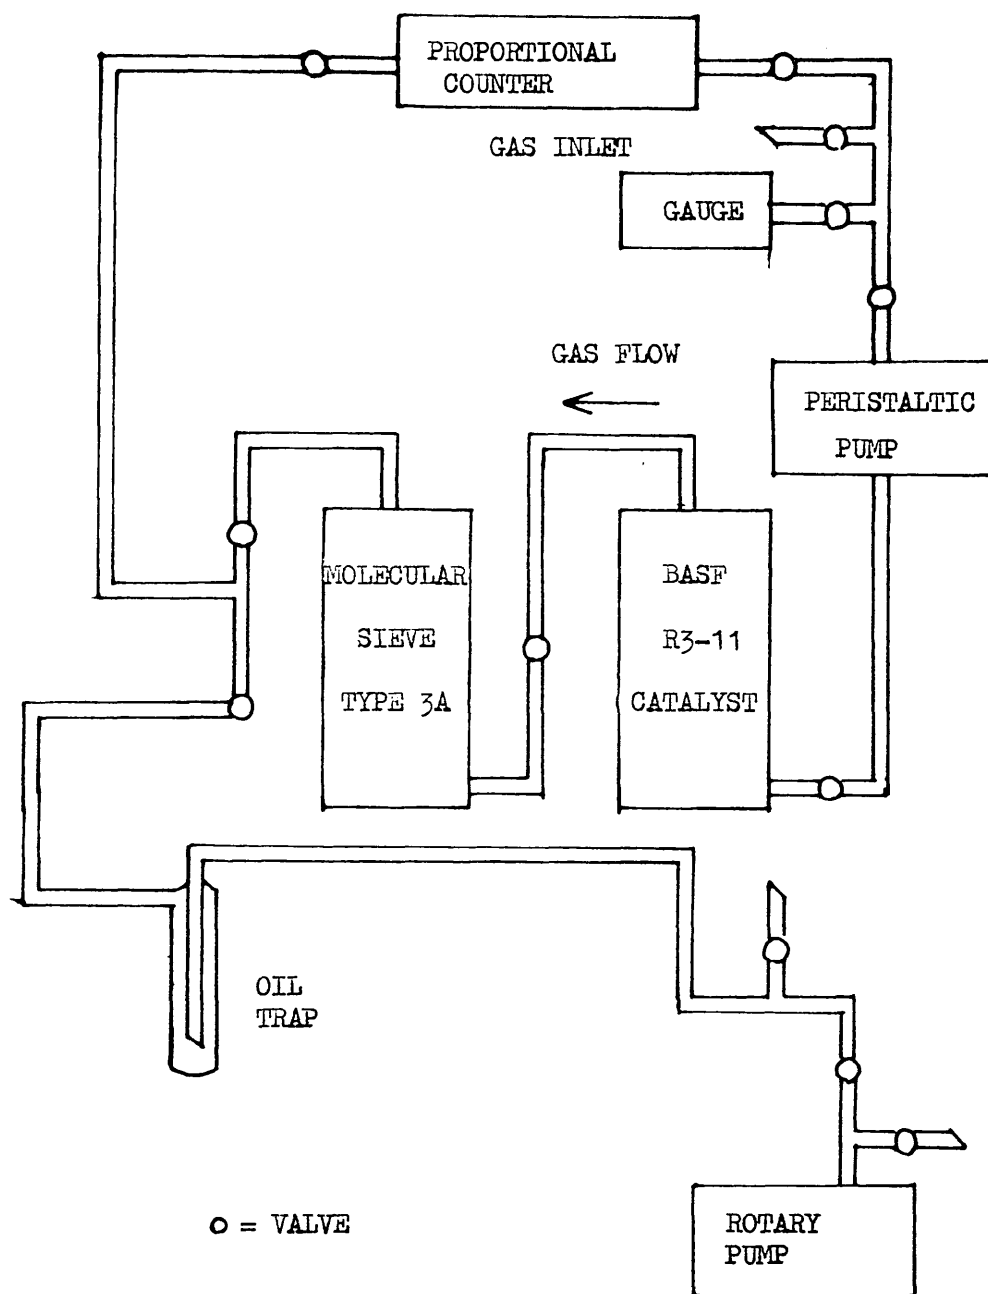 PROPORTIONAL
COUNTER
GAS INLET
GAUGE
GAS FLOW
PERISTALTIC
PUMP
MOLECULAR
SIEVE
TYPE 3A
BASF
R3-11
CATALYST
OIL
TRAP
= VALVE
ROTARY
PUMP